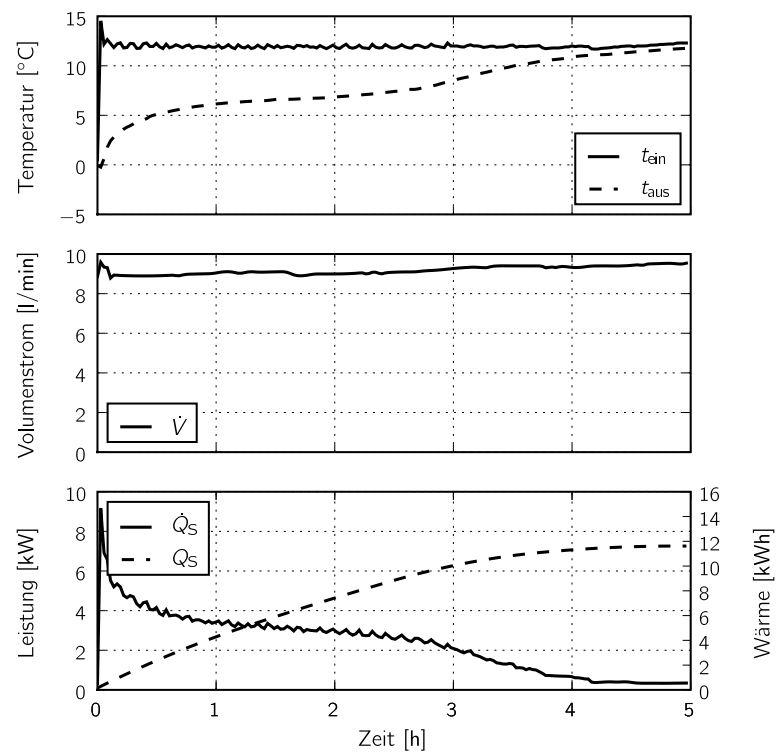 Temperatur [°C]
15
10
5
0
−5
t_ein
t_aus
Volumenstrom [l/min]
10
8
6
4
2
0
V̇
Leistung [kW]
10
8
6
4
2
0
Q̇_S
Q_S
16
14
12
10
8
6
4
2
0
Wärme [kWh]
0 1 2 3 4 5
Zeit [h]